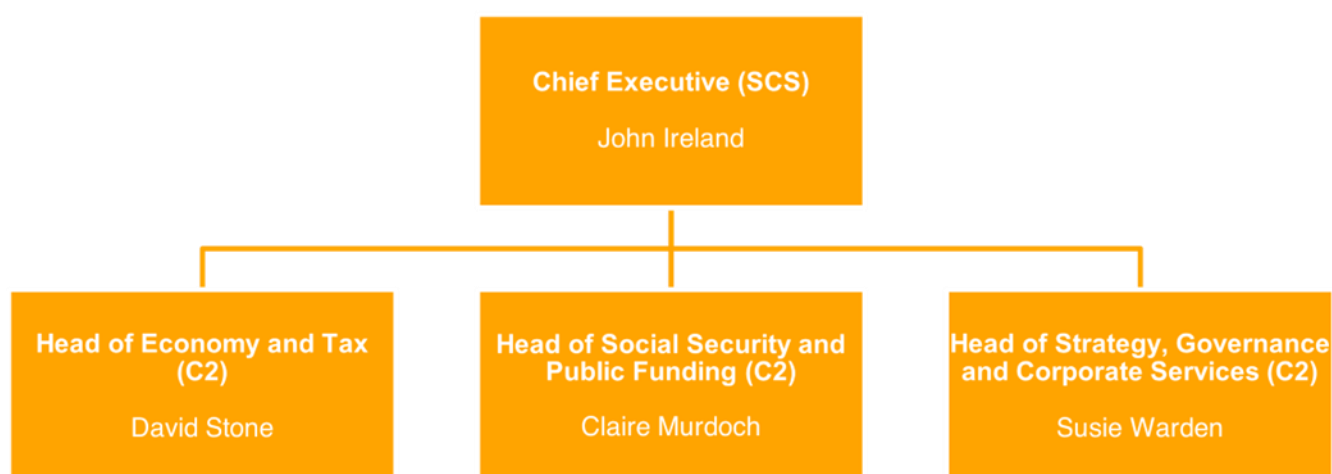 Chief Executive (SCS)
John Ireland
Head of Economy and Tax
(C2)
David Stone
Head of Social Security and
Public Funding (C2)
Claire Murdoch
Head of Strategy, Governance
and Corporate Services (C2)
Susie Warden